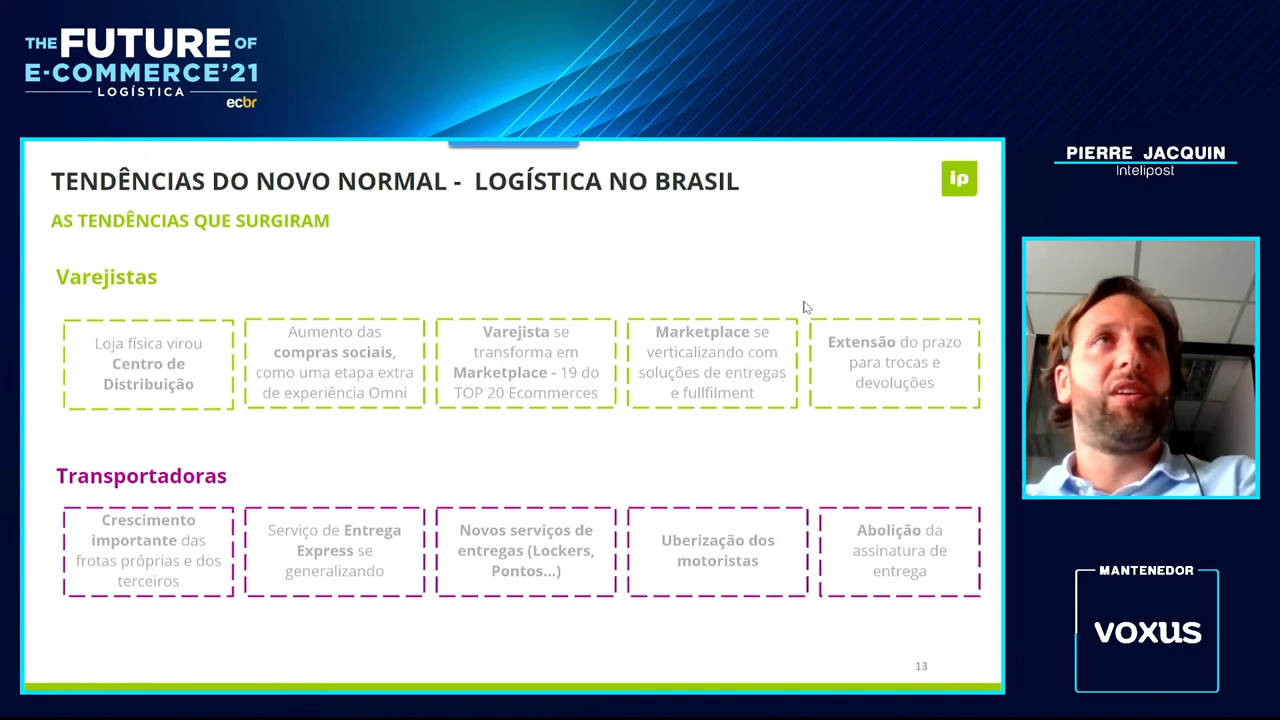 THE FUTURE OF
E-COMMERCE'21
LOGÍSTICA
ecbr
TENDÊNCIAS DO NOVO NORMAL - LOGÍSTICA NO BRASIL
ip
AS TENDÊNCIAS QUE SURGIRAM
Varejistas
Loja física virou
Centro de
Distribuição
Aumento das
compras sociais,
como uma etapa extra
de experiência Omni
Varejista se
transforma em
Marketplace - 19 do
TOP 20 Ecommerces
Marketplace se
verticalizando com
soluções de entregas
e fullfilment
Extensão do prazo
para trocas e
devoluções
Transportadoras
Crescimento
importante das
frotas próprias e dos
terceiros
Serviço de Entrega
Express se
generalizando
Novos serviços de
entregas (Lockers,
Pontos...)
Uberização dos
motoristas
Abolição da
assinatura de
entrega
13
PIERRE JACQUIN
Intelipost
MANTENEDOR
voxus